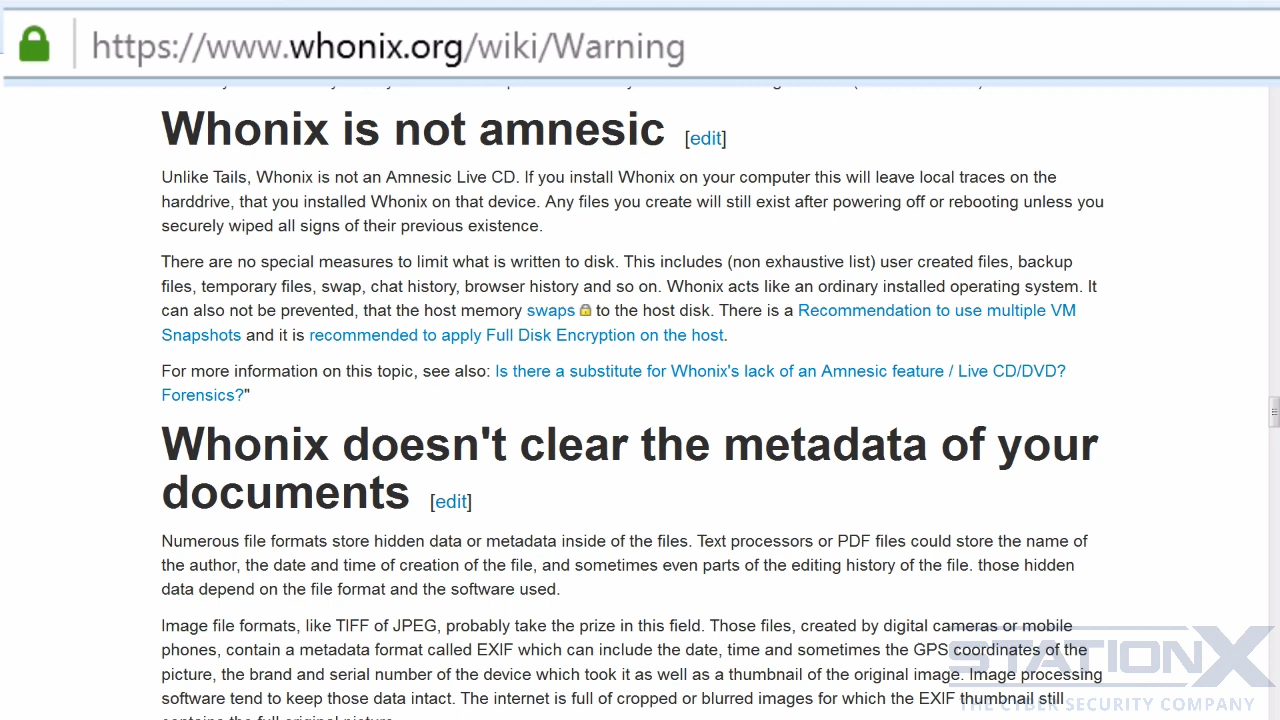 https://www.whonix.org/wiki/Warning
Whonix is not amnesic [edit]
Unlike Tails, Whonix is not an Amnesic Live CD. If you install Whonix on your computer this will leave local traces on the
harddrive, that you installed Whonix on that device. Any files you create will still exist after powering off or rebooting unless you
securely wiped all signs of their previous existence.
There are no special measures to limit what is written to disk. This includes (non exhaustive list) user created files, backup
files, temporary files, swap, chat history, browser history and so on. Whonix acts like an ordinary installed operating system. It
can also not be prevented, that the host memory swaps to the host disk. There is a Recommendation to use multiple VM
Snapshots and it is recommended to apply Full Disk Encryption on the host.
For more information on this topic, see also: Is there a substitute for Whonix's lack of an Amnesic feature / Live CD/DVD?
Forensics?"
Whonix doesn't clear the metadata of your
documents [edit]
Numerous file formats store hidden data or metadata inside of the files. Text processors or PDF files could store the name of
the author, the date and time of creation of the file, and sometimes even parts of the editing history of the file. those hidden
data depend on the file format and the software used.
Image file formats, like TIFF of JPEG, probably take the prize in this field. Those files, created by digital cameras or mobile
phones, contain a metadata format called EXIF which can include the date, time and sometimes the GPS coordinates of the
picture, the brand and serial number of the device which took it as well as a thumbnail of the original image. Image processing
software tend to keep those data intact. The internet is full of cropped or blurred images for which the EXIF thumbnail still
contains the full original picture.
STATIONX
THE CYBER SECURITY COMPANY